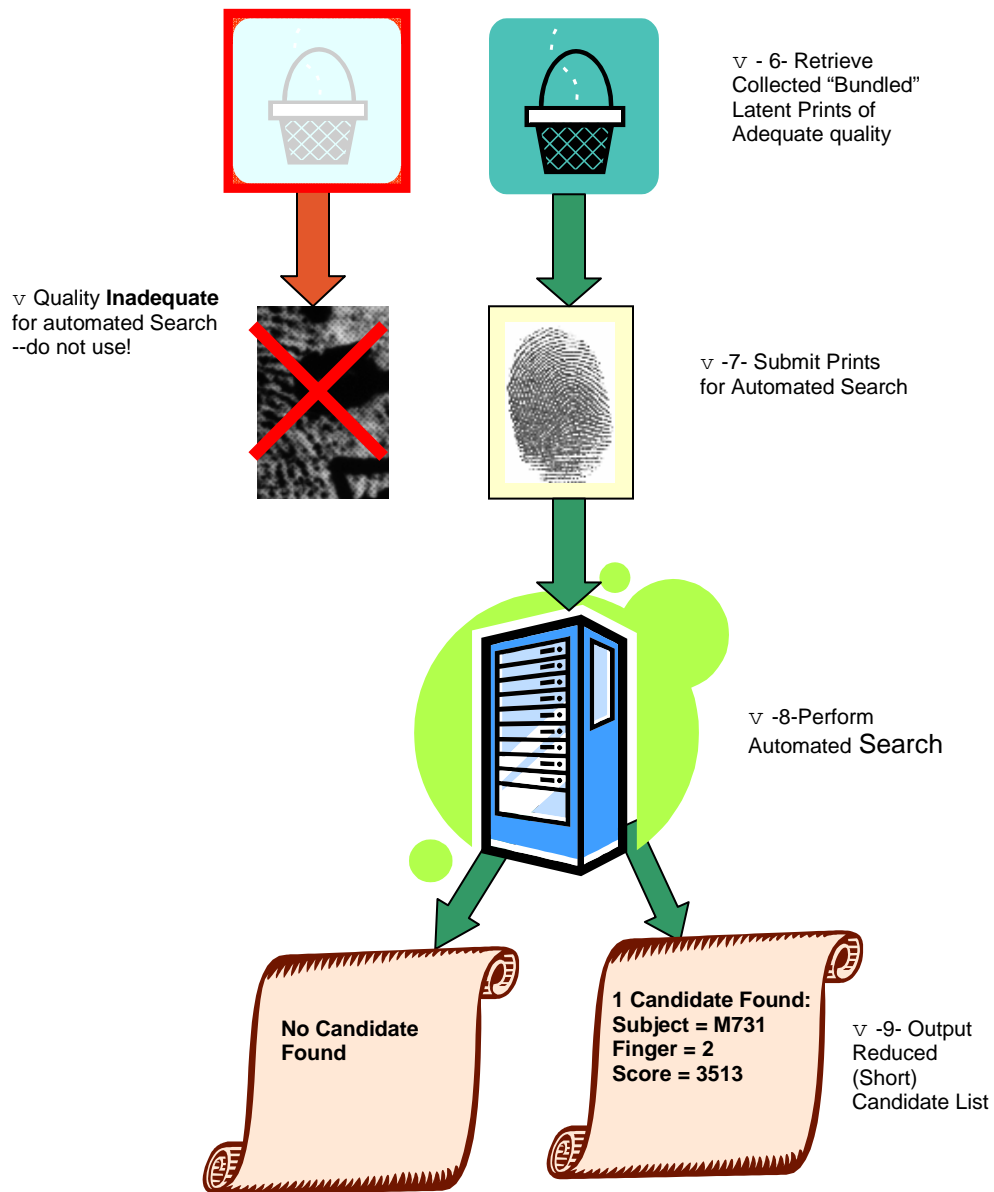 v - 6- Retrieve
Collected “Bundled”
Latent Prints of
Adequate quality
v Quality Inadequate
for automated Search
--do not use!
v -7- Submit Prints
for Automated Search
v -8-Perform
Automated Search
No Candidate
Found
1 Candidate Found:
Subject = M731
Finger = 2
Score = 3513
v -9- Output
Reduced
(Short)
Candidate List